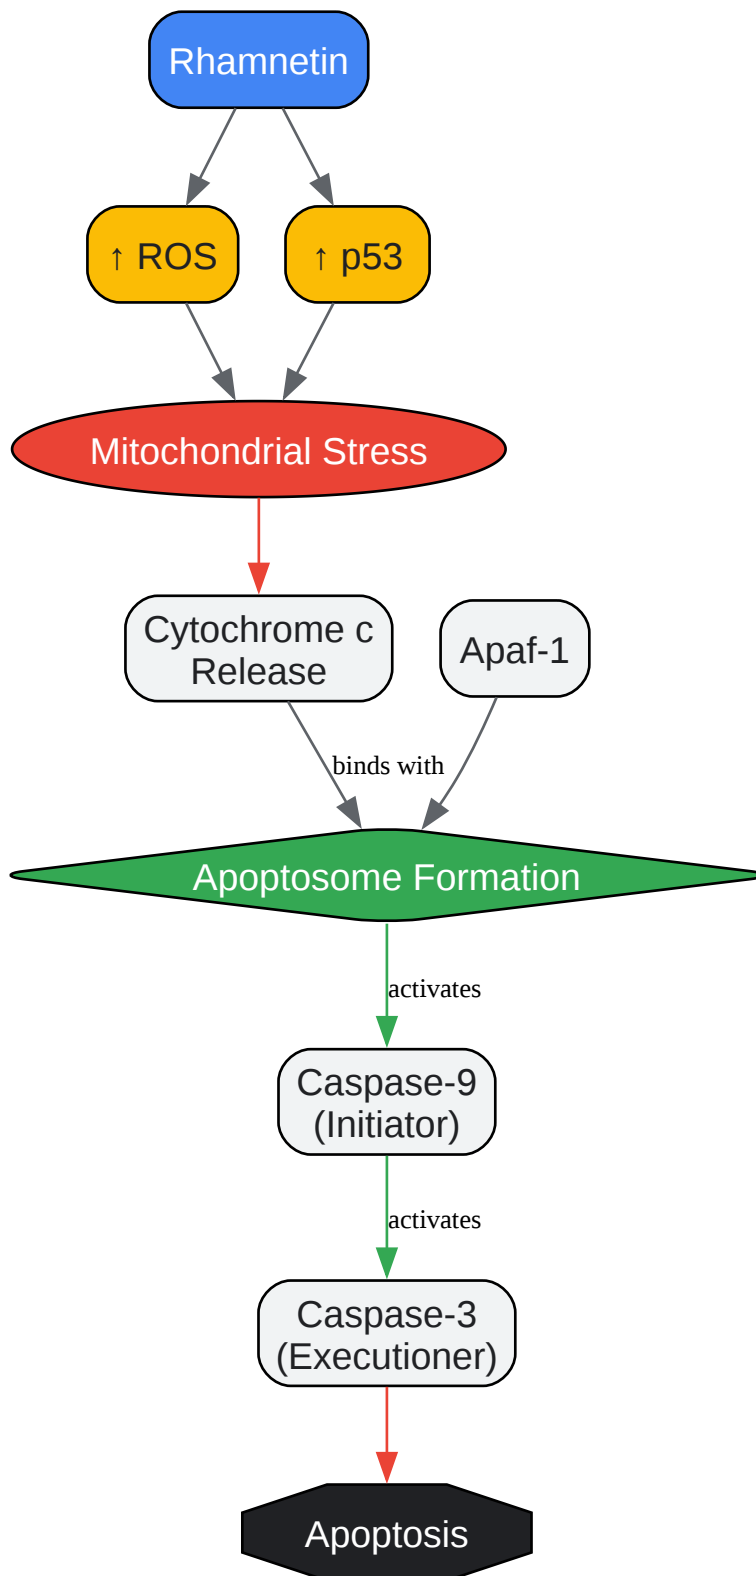 Rhamnetin
↑ ROS
↑ p53
Mitochondrial Stress
Cytochrome c
Release
Apaf-1
binds with
Apoptosome Formation
activates
Caspase-9
(Initiator)
activates
Caspase-3
(Executioner)
Apoptosis